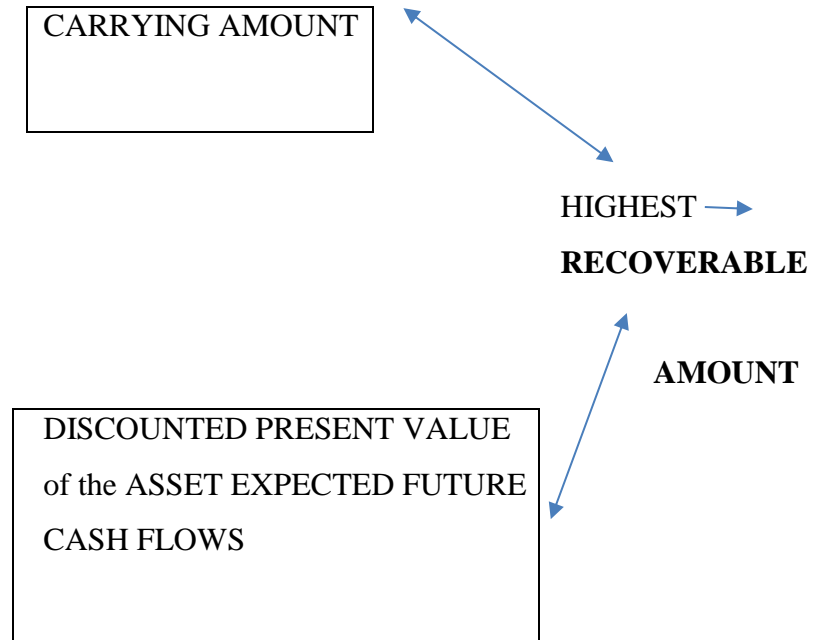 CARRYING AMOUNT
HIGHEST
RECOVERABLE
AMOUNT
DISCOUNTED PRESENT VALUE
of the ASSET EXPECTED FUTURE
CASH FLOWS